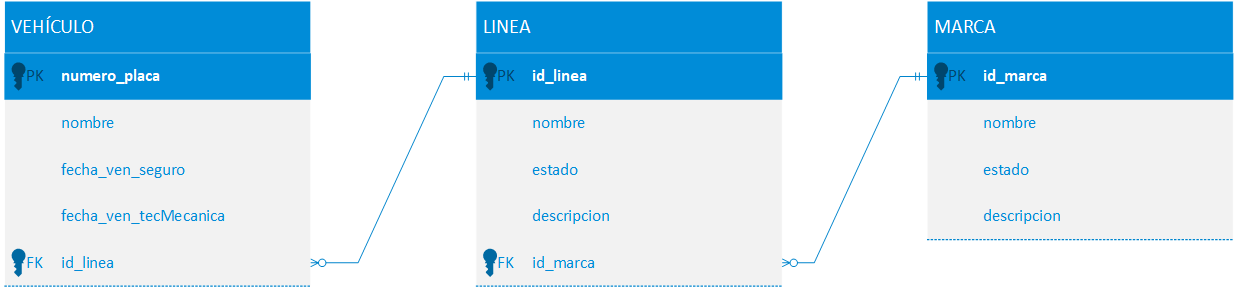 VEHÍCULO
PK numero_placa
nombre
fecha_ven_seguro
fecha_ven_tecMecanica
FK id_linea
LINEA
PK id_linea
nombre
estado
descripcion
FK id_marca
MARCA
PK id_marca
nombre
estado
descripcion